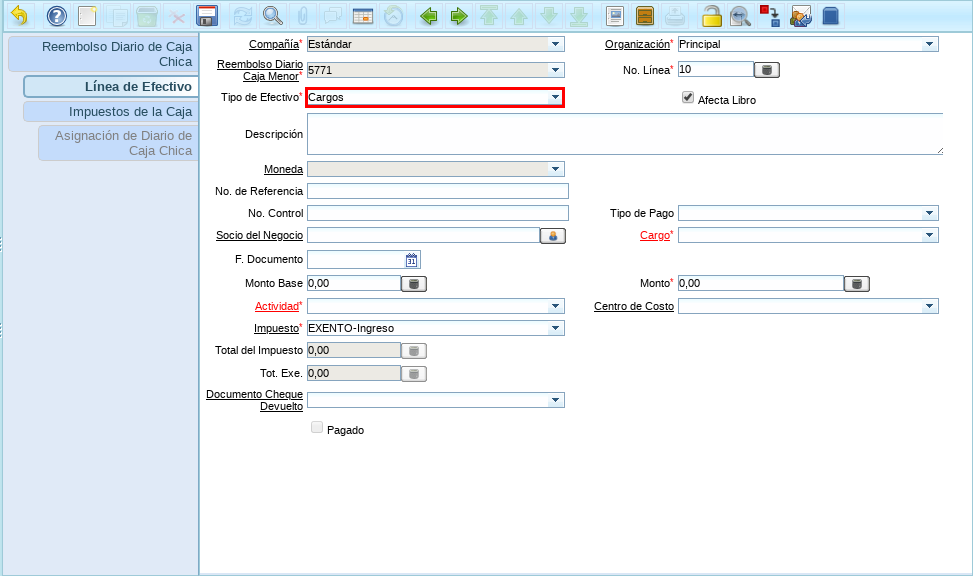 Reembolso Diario de Caja
Chica
Línea de Efectivo
Impuestos de la Caja
Asignación de Diario de
Caja Chica
Compañía* Estándar Organización* Principal
Reembolso Diario
Caja Menor* 5771 No. Línea* 10
Tipo de Efectivo* Cargos Afecta Libro
Descripción
Moneda
No. de Referencia
No. Control Tipo de Pago
Socio del Negocio Cargo*
F. Documento 31
Monto Base 0,00 Monto* 0,00
Actividad* Centro de Costo
Impuesto* EXENTO-Ingreso
Total del Impuesto 0,00
Tot. Exe. 0,00
Documento Cheque
Devuelto
Pagado